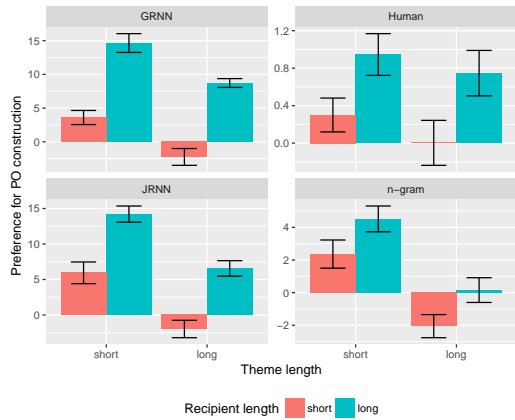 GRNN
Human
15
10
5
0
1.2
0.8
0.4
0.0
JRNN
n−gram
15
10
5
0
4
2
0
−2
short
long
short
long
Preference for PO construction
Theme length
Recipient length short long